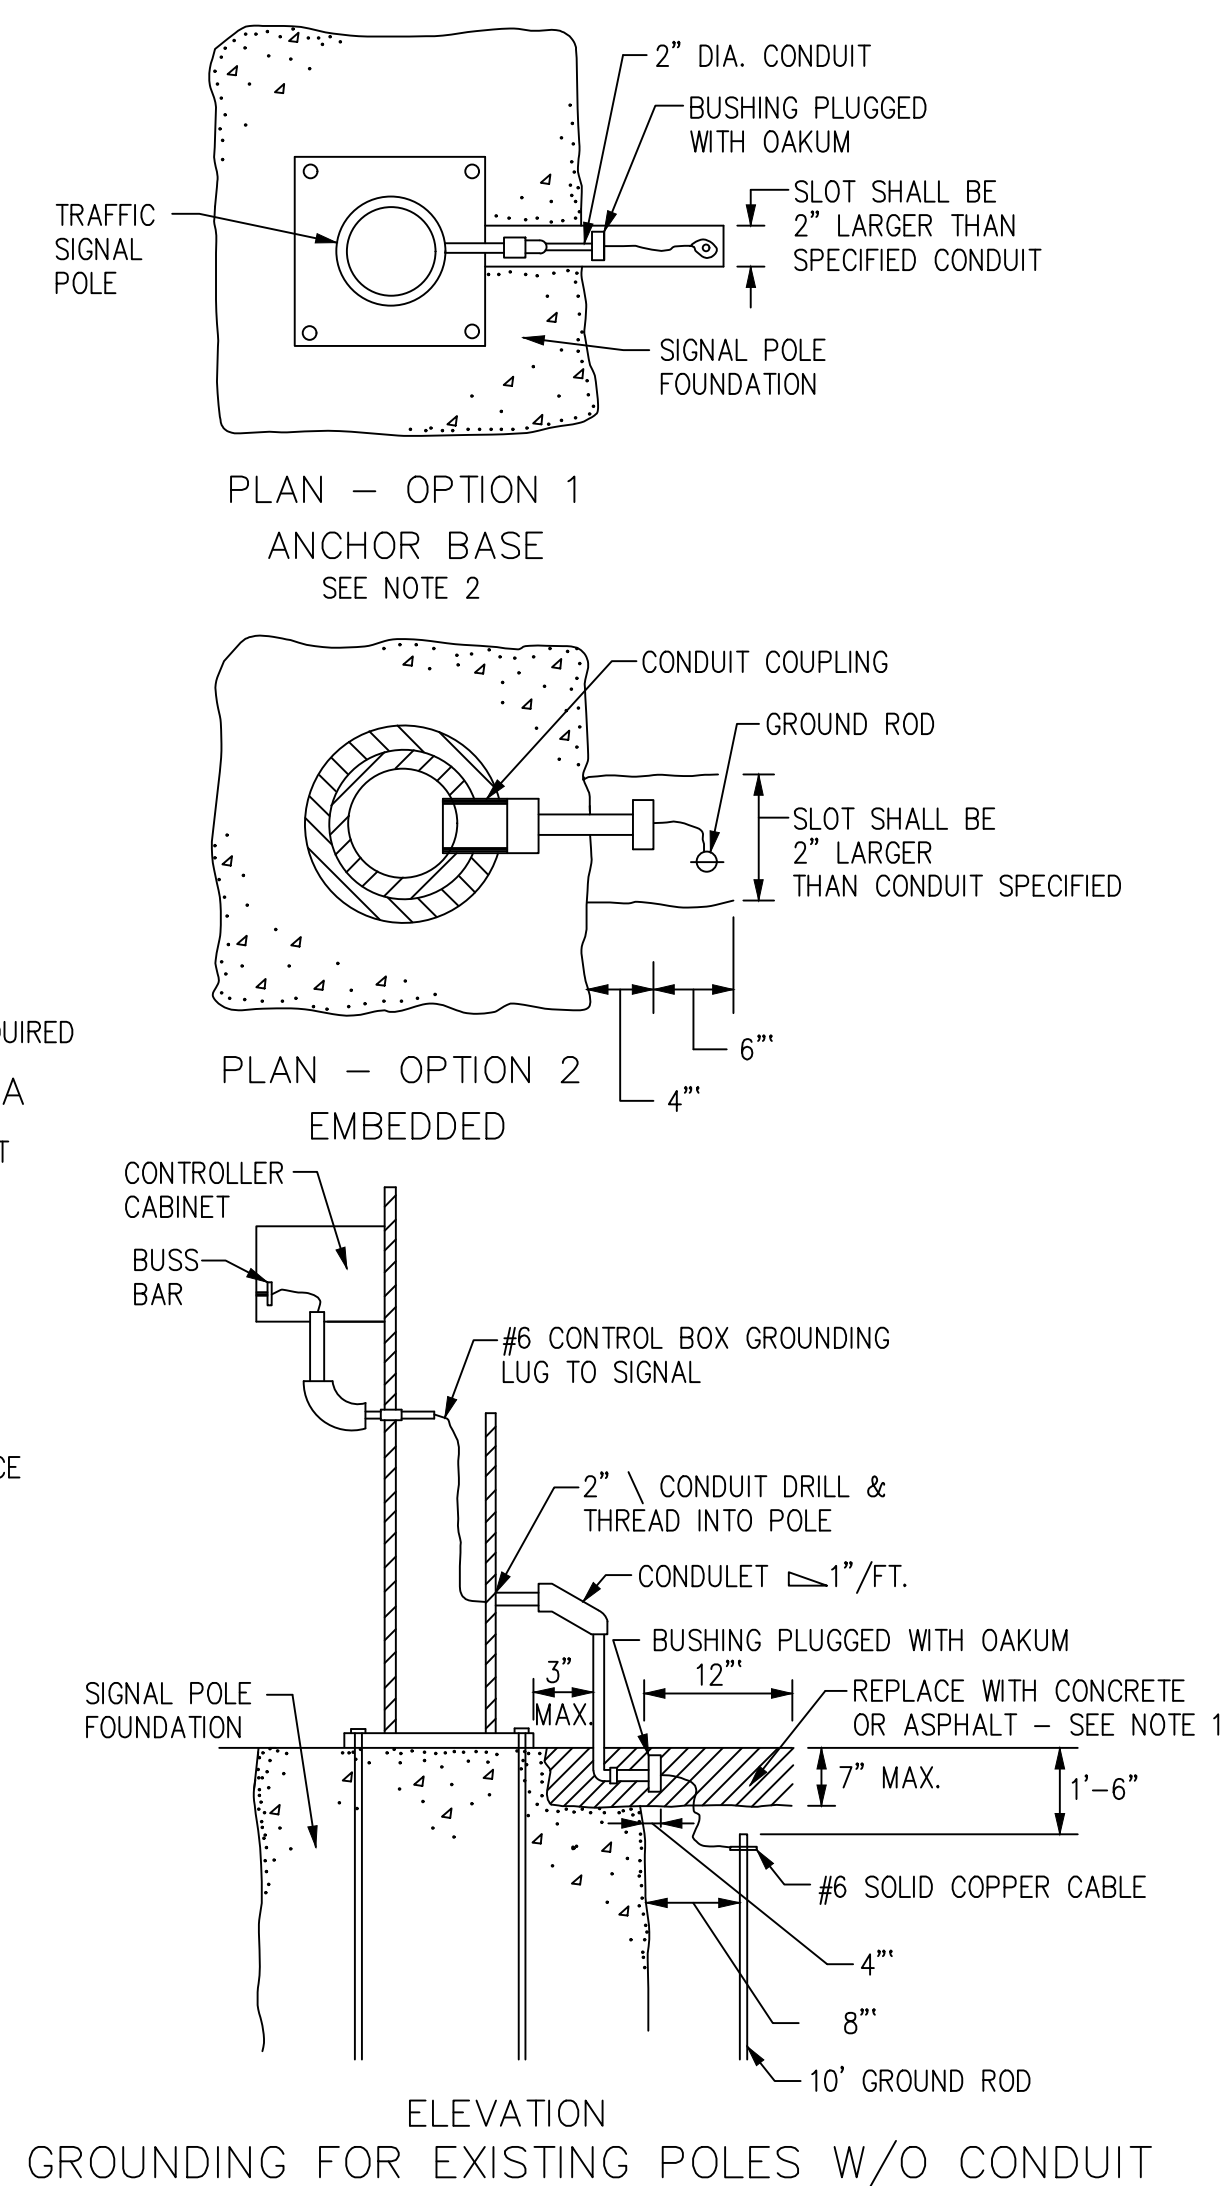 2" DIA. CONDUIT
BUSHING PLUGGED
WITH OAKUM
SLOT SHALL BE
2" LARGER THAN
SPECIFIED CONDUIT
TRAFFIC
SIGNAL
POLE
SIGNAL POLE
FOUNDATION
PLAN – OPTION 1
ANCHOR BASE
SEE NOTE 2
CONDUIT COUPLING
GROUND ROD
SLOT SHALL BE
2" LARGER
THAN CONDUIT SPECIFIED
6"'
4"'
UIRED
A
T
PLAN – OPTION 2
EMBEDDED
CONTROLLER
CABINET
BUSS
BAR
#6 CONTROL BOX GROUNDING
LUG TO SIGNAL
CE
2" \ CONDUIT DRILL &
THREAD INTO POLE
CONDULET 1"/FT.
BUSHING PLUGGED WITH OAKUM
3"
MAX.
12"'
SIGNAL POLE
FOUNDATION
REPLACE WITH CONCRETE
OR ASPHALT – SEE NOTE 1
7" MAX.
1'-6"
#6 SOLID COPPER CABLE
4"'
8"'
10' GROUND ROD
ELEVATION
GROUNDING FOR EXISTING POLES W/O CONDUIT